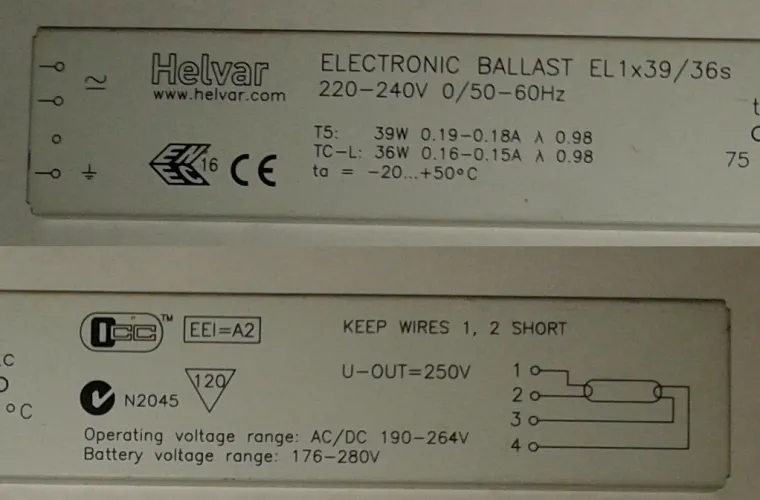 Helvar
www.helvar.com
ELECTRONIC BALLAST EL1x39/36s
220-240V 0/50-60Hz
T5: 39W 0.19-0.18A λ 0.98
TC-L: 36W 0.16-0.15A λ 0.98
ta = -20...+50°C
ENEC 16 CE
75
ICC™
EEI=A2
N2045
120
Operating voltage range: AC/DC 190-264V
Battery voltage range: 176-280V
°C
KEEP WIRES 1, 2 SHORT
U-OUT=250V
1
2
3
4